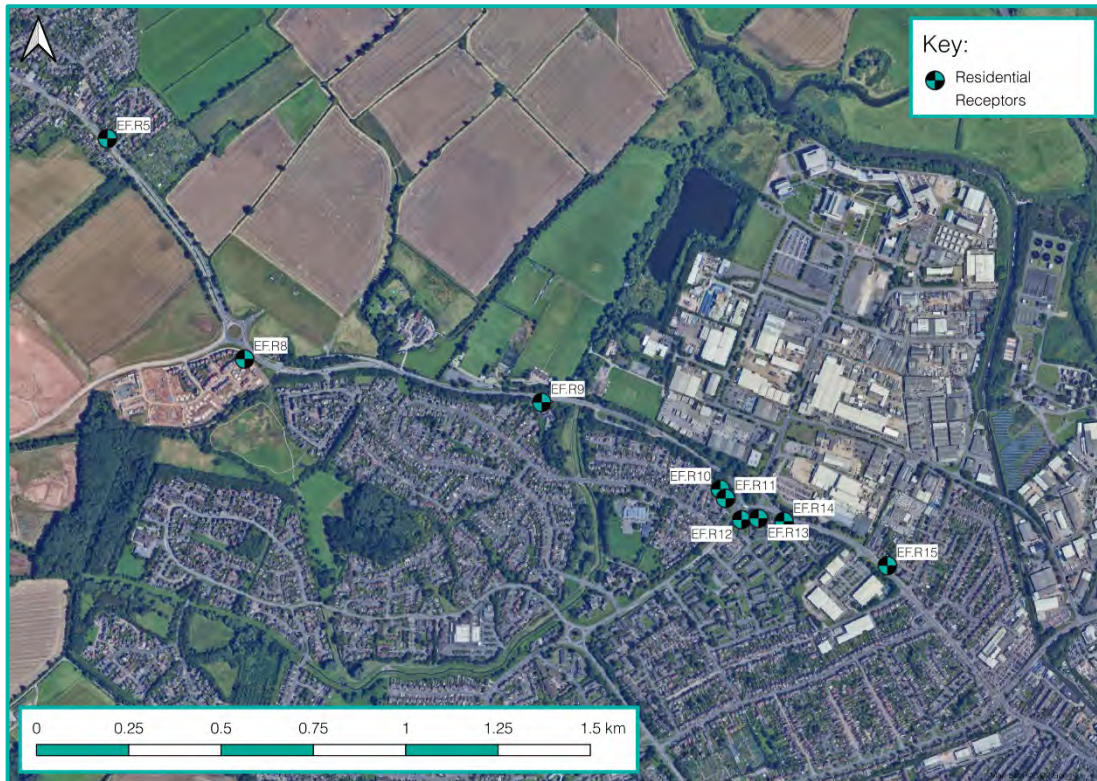 Key:
Residential
Receptors
EF.R5
EF.R8
EF.R9
EF.R10
EF.R11
EF.R12
EF.R13
EF.R14
EF.R15
0 0.25 0.5 0.75 1 1.25 1.5 km